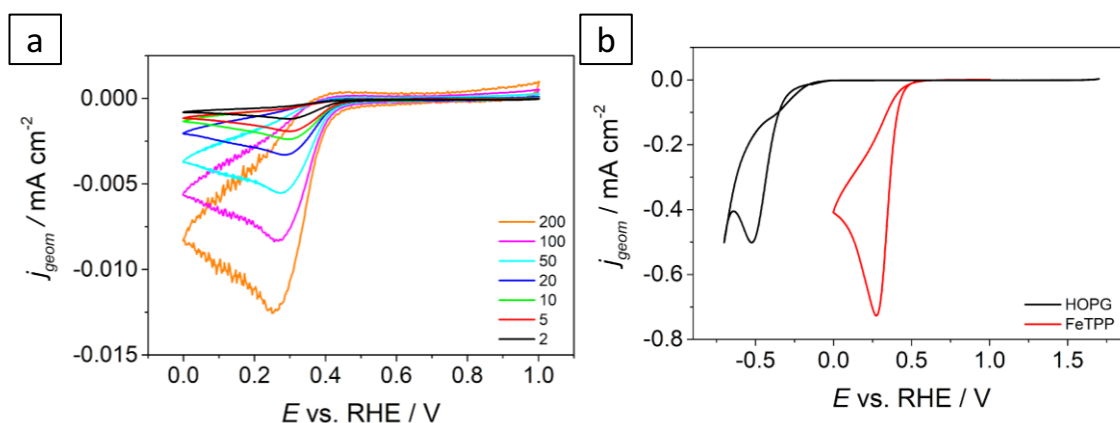 a
0.000
-0.005
-0.010
-0.015
j_geom / mA cm⁻²
0.0 0.2 0.4 0.6 0.8 1.0
E vs. RHE / V
200
100
50
20
10
5
2
b
0.0
-0.2
-0.4
-0.6
-0.8
j_geom / mA cm⁻²
-0.5 0.0 0.5 1.0 1.5
E vs. RHE / V
HOPG
FeTPP